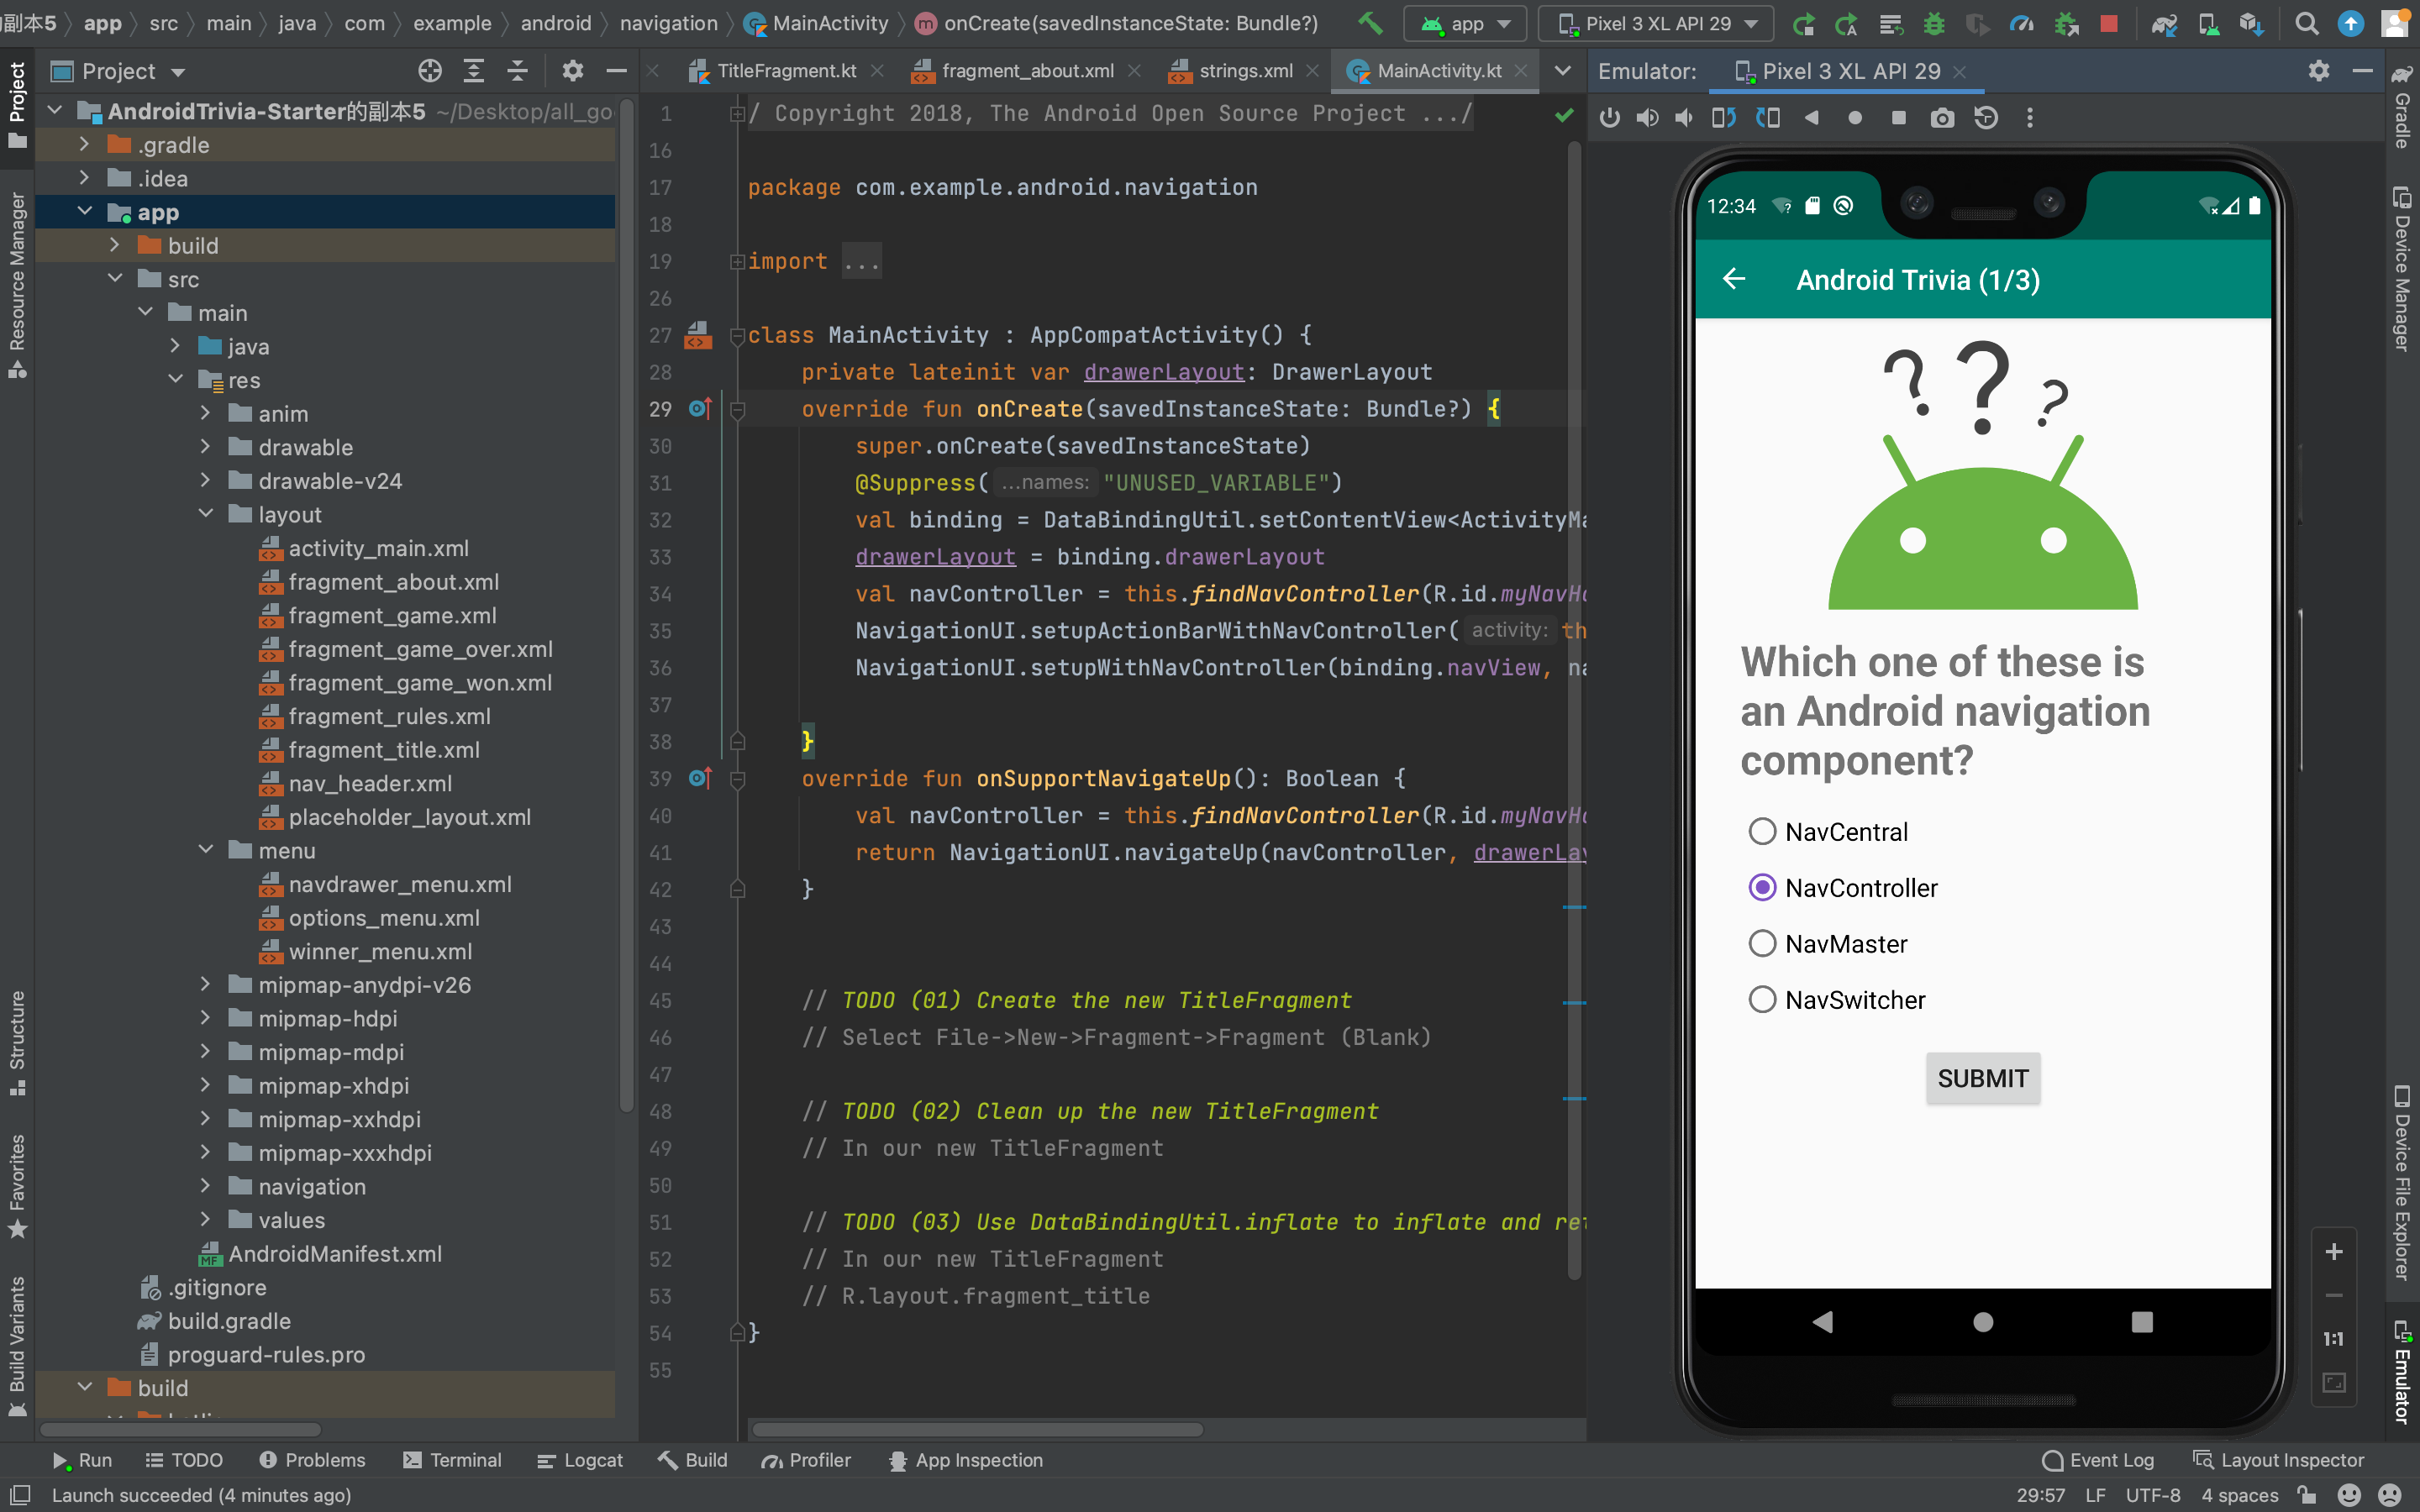 的副本5 app src main java com example android navigation MainActivity onCreate(savedInstanceState: Bundle?) app Pixel 3 XL API 29
Project
TitleFragment.kt fragment_about.xml strings.xml MainActivity.kt
Emulator: Pixel 3 XL API 29
Project
Resource Manager
Structure
Favorites
Build Variants
AndroidTrivia-Starter的副本5 ~/Desktop/all_go
.gradle
.idea
app
build
src
main
java
res
anim
drawable
drawable-v24
layout
activity_main.xml
fragment_about.xml
fragment_game.xml
fragment_game_over.xml
fragment_game_won.xml
fragment_rules.xml
fragment_title.xml
nav_header.xml
placeholder_layout.xml
menu
navdrawer_menu.xml
options_menu.xml
winner_menu.xml
mipmap-anydpi-v26
mipmap-hdpi
mipmap-mdpi
mipmap-xhdpi
mipmap-xxhdpi
mipmap-xxxhdpi
navigation
values
MF AndroidManifest.xml
.gitignore
build.gradle
proguard-rules.pro
build
1 / Copyright 2018, The Android Open Source Project .../
16
17 package com.example.android.navigation
18
19 import ...
26
27 class MainActivity : AppCompatActivity() {
28 private lateinit var drawerLayout: DrawerLayout
29 override fun onCreate(savedInstanceState: Bundle?) {
30 super.onCreate(savedInstanceState)
31 @Suppress( ...names: "UNUSED_VARIABLE")
32 val binding = DataBindingUtil.setContentView<ActivityMa
33 drawerLayout = binding.drawerLayout
34 val navController = this.findNavController(R.id.myNavHo
35 NavigationUI.setupActionBarWithNavController( activity: th
36 NavigationUI.setupWithNavController(binding.navView, na
37
38 }
39 override fun onSupportNavigateUp(): Boolean {
40 val navController = this.findNavController(R.id.myNavHo
41 return NavigationUI.navigateUp(navController, drawerLay
42 }
43
44
45 // TODO (01) Create the new TitleFragment
46 // Select File->New->Fragment->Fragment (Blank)
47
48 // TODO (02) Clean up the new TitleFragment
49 // In our new TitleFragment
50
51 // TODO (03) Use DataBindingUtil.inflate to inflate and ret
52 // In our new TitleFragment
53 // R.layout.fragment_title
54 }
55
12:34
Android Trivia (1/3)
? ? ?
Which one of these is
an Android navigation
component?
NavCentral
NavController
NavMaster
NavSwitcher
SUBMIT
1:1
Gradle
Device Manager
Device File Explorer
Emulator
Run TODO Problems Terminal Logcat Build Profiler App Inspection Event Log Layout Inspector
Launch succeeded (4 minutes ago) 29:57 LF UTF-8 4 spaces